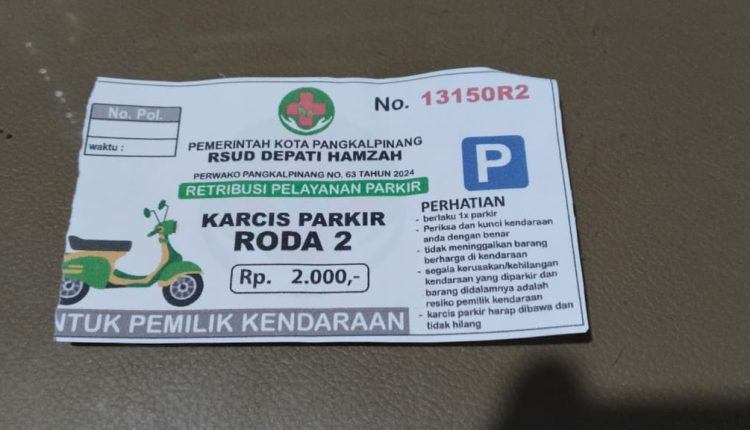 No. Pol.
waktu :
No. 13150R2
PEMERINTAH KOTA PANGKALPINANG
RSUD DEPATI HAMZAH
PERWAKO PANGKALPINANG NO. 63 TAHUN 2024
RETRIBUSI PELAYANAN PARKIR
KARCIS PARKIR
RODA 2
Rp. 2.000,-
NTUK PEMILIK KENDARAAN
P
PERHATIAN
- berlaku 1x parkir
- Periksa dan kunci kendaraan
anda dengan benar
- tidak meninggalkan barang
berharga di kendaraan
- segala kerusakan/kehilangan
kendaraan yang diparkir dan
barang didalamnya adalah
resiko pemilik kendaraan
- karcis parkir harap dibawa dan
tidak hilang